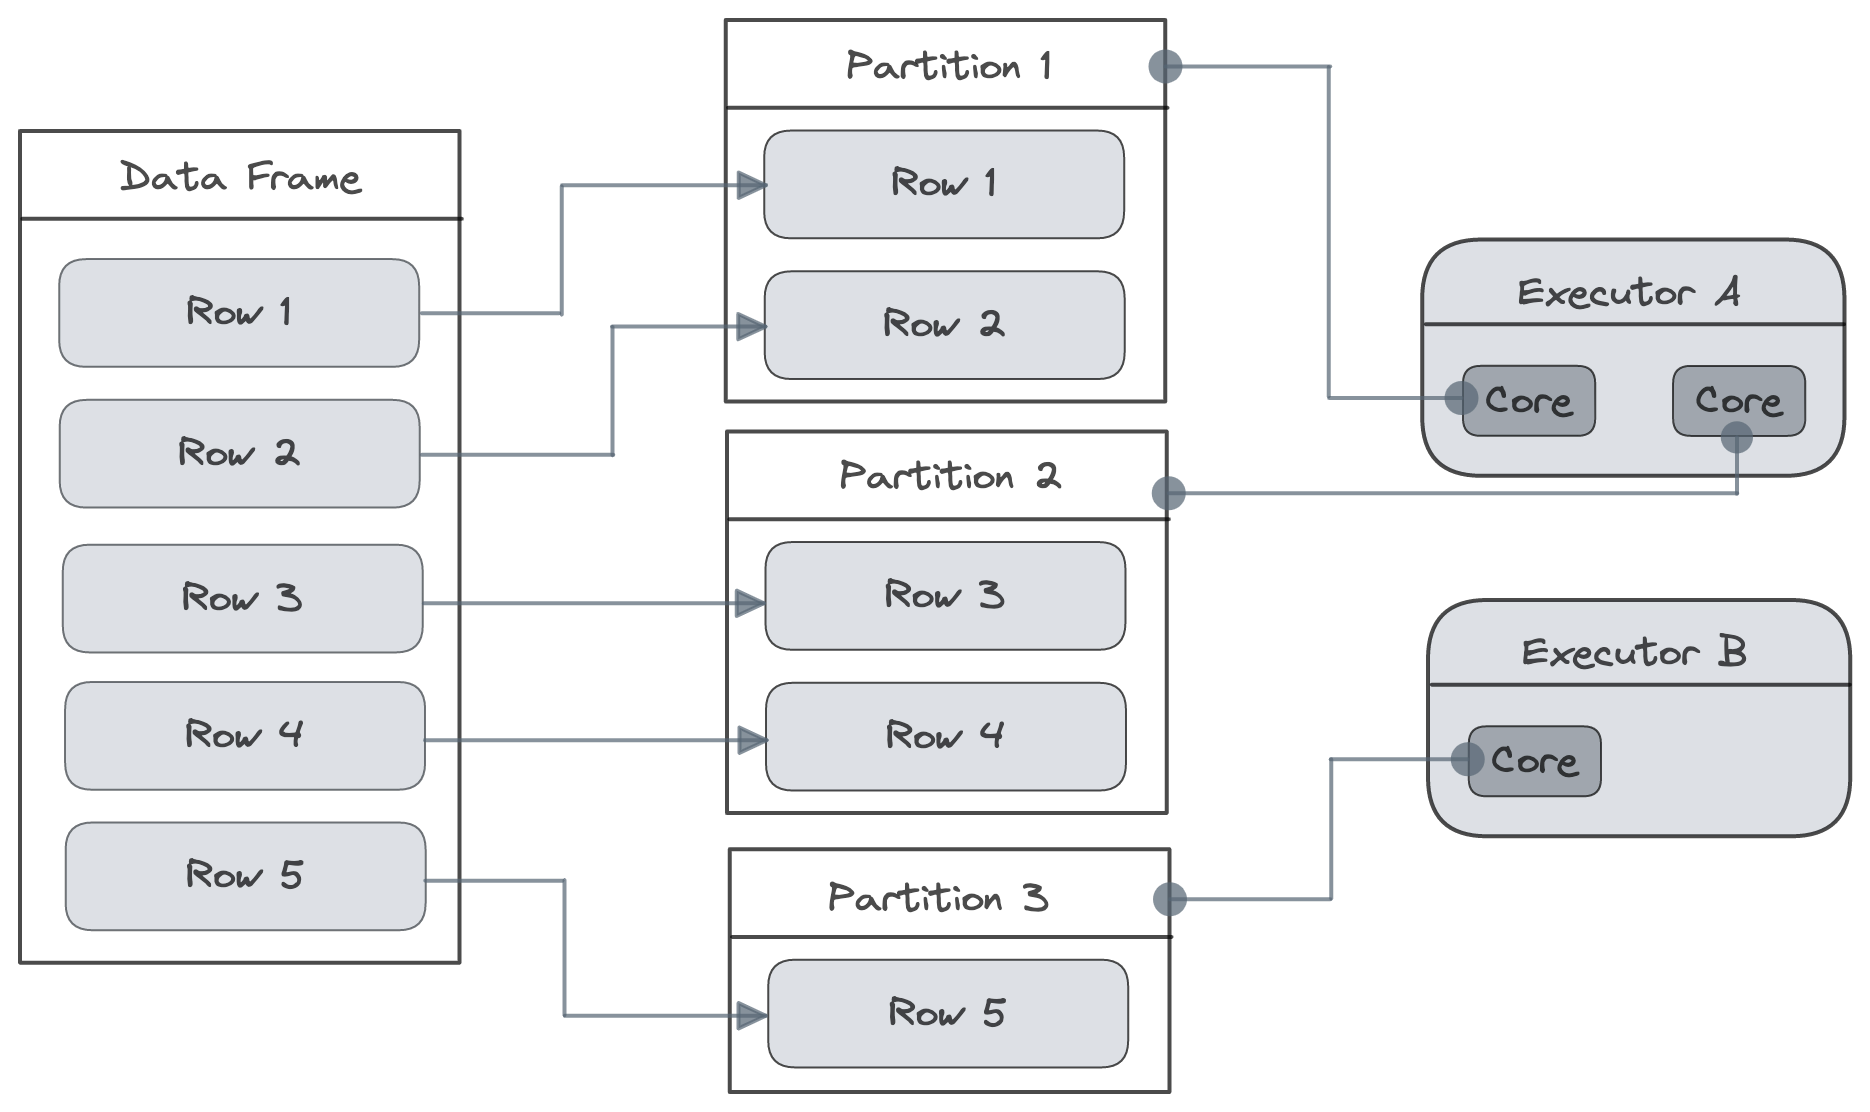 Data Frame
Row 1
Row 2
Row 3
Row 4
Row 5
Partition 1
Row 1
Row 2
Partition 2
Row 3
Row 4
Partition 3
Row 5
Executor A
Core
Core
Executor B
Core